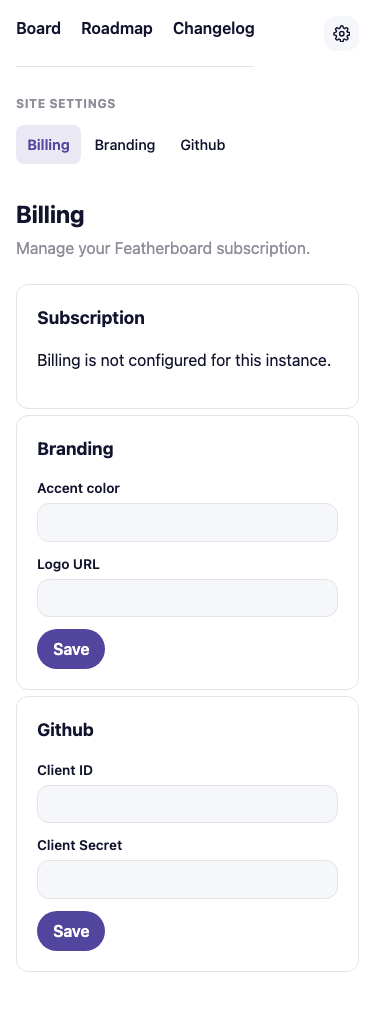 Board Roadmap Changelog
SITE SETTINGS
Billing Branding Github
Billing
Manage your Featherboard subscription.
Subscription
Billing is not configured for this instance.
Branding
Accent color
Logo URL
Save
Github
Client ID
Client Secret
Save